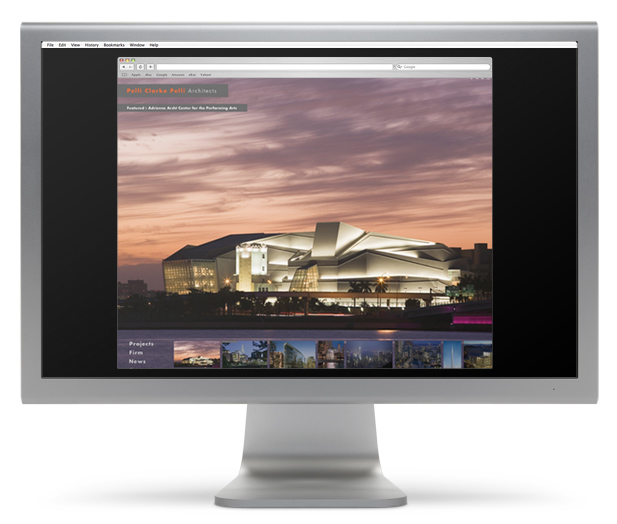 File Edit View History Bookmarks Window Help
Google
Apple Mac Google Amazon eBay Yahoo!
Pelli Clarke Pelli Architects
Featured : Adrienne Arsht Center for the Performing Arts
Projects
Firm
News